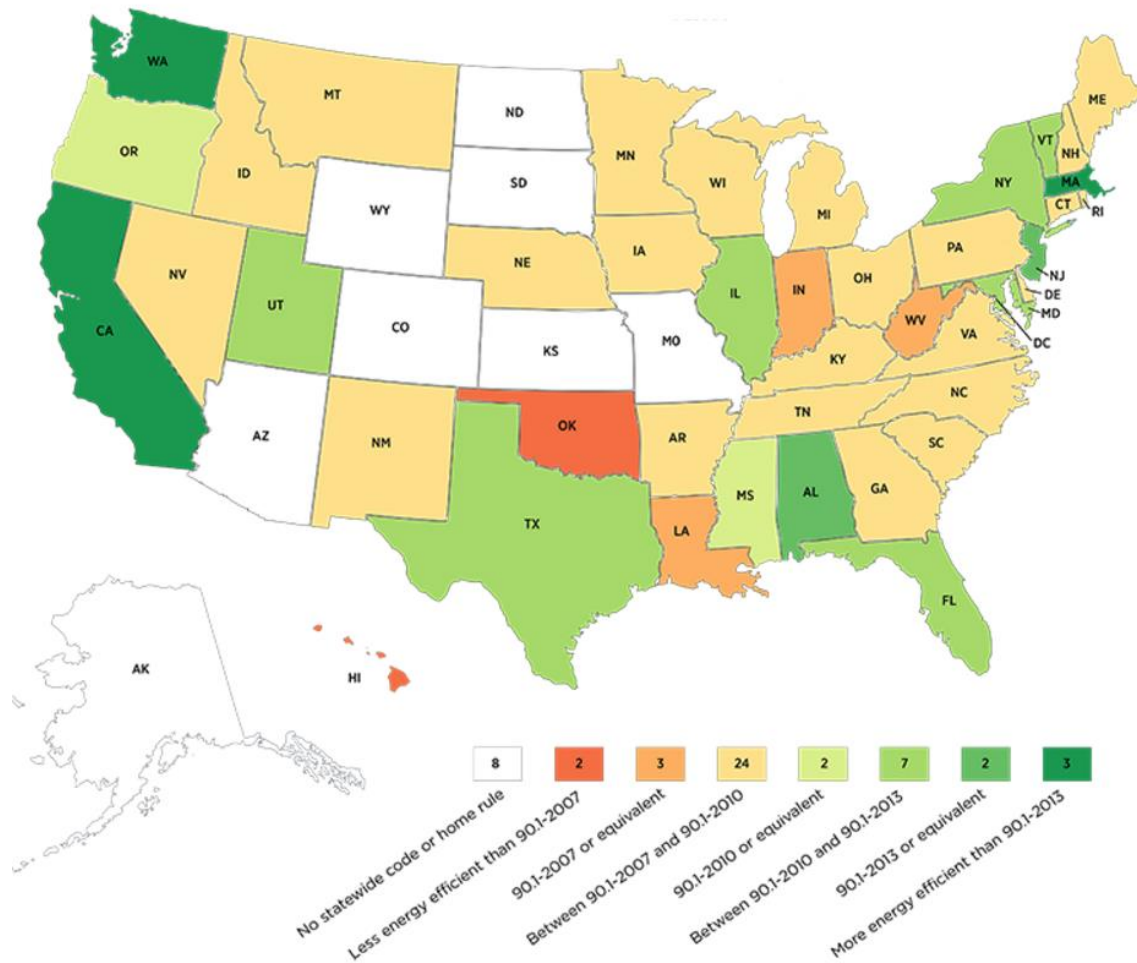 WA
MT
ND
ME
OR
MN
VT
NH
ID
SD
WI
NY
MA
WY
MI
CT
RI
IA
PA
NE
NV
OH
NJ
IL
IN
DE
UT
MD
CA
CO
WV
VA
DC
KS
MO
KY
NC
TN
OK
AZ
NM
AR
SC
MS
AL
GA
TX
LA
FL
AK
HI
8
2
3
24
2
7
2
3
No statewide code or home rule
Less energy efficient than 90.1-2007
90.1-2007 or equivalent
Between 90.1-2007 and 90.1-2010
90.1-2010 or equivalent
Between 90.1-2010 and 90.1-2013
90.1-2013 or equivalent
More energy efficient than 90.1-2013